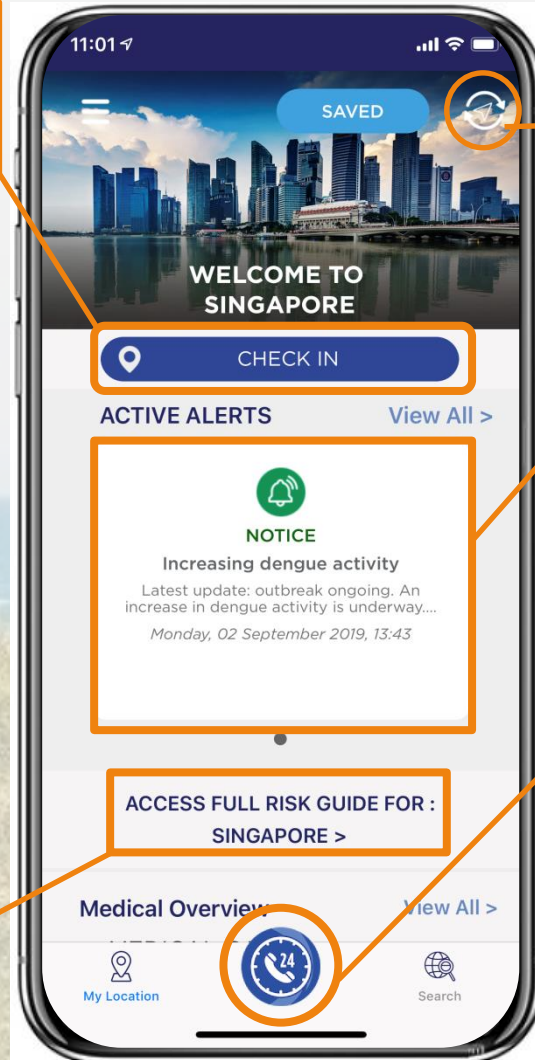 11:01
SAVED
WELCOME TO
SINGAPORE
CHECK IN
ACTIVE ALERTS
View All >
NOTICE
Increasing dengue activity
Latest update: outbreak ongoing. An
increase in dengue activity is underway....
Monday, 02 September 2019, 13:43
ACCESS FULL RISK GUIDE FOR :
SINGAPORE >
Medical Overview
View All >
24
My Location
Search